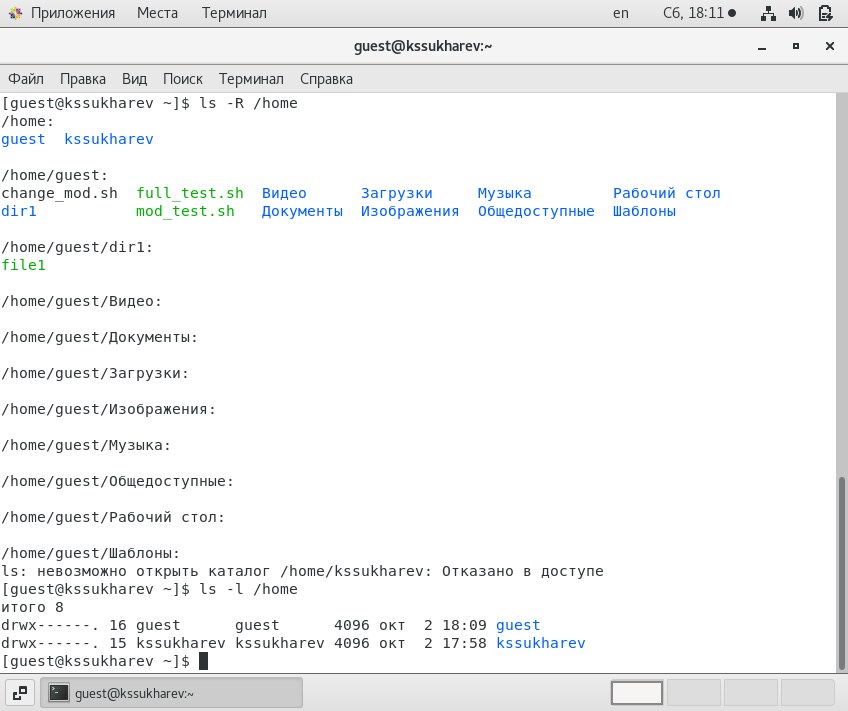 Приложения Места Терминал en Сб, 18:11
guest@kssukharev:~
Файл Правка Вид Поиск Терминал Справка
[guest@kssukharev ~]$ ls -R /home
/home:
guest kssukharev
/home/guest:
change_mod.sh full_test.sh Видео Загрузки Музыка Рабочий стол
dir1 mod_test.sh Документы Изображения Общедоступные Шаблоны
/home/guest/dir1:
file1
/home/guest/Видео:
/home/guest/Документы:
/home/guest/Загрузки:
/home/guest/Изображения:
/home/guest/Музыка:
/home/guest/Общедоступные:
/home/guest/Рабочий стол:
/home/guest/Шаблоны:
ls: невозможно открыть каталог /home/kssukharev: Отказано в доступе
[guest@kssukharev ~]$ ls -l /home
итого 8
drwx------. 16 guest guest 4096 окт 2 18:09 guest
drwx------. 15 kssukharev kssukharev 4096 окт 2 17:58 kssukharev
[guest@kssukharev ~]$
guest@kssukharev:~